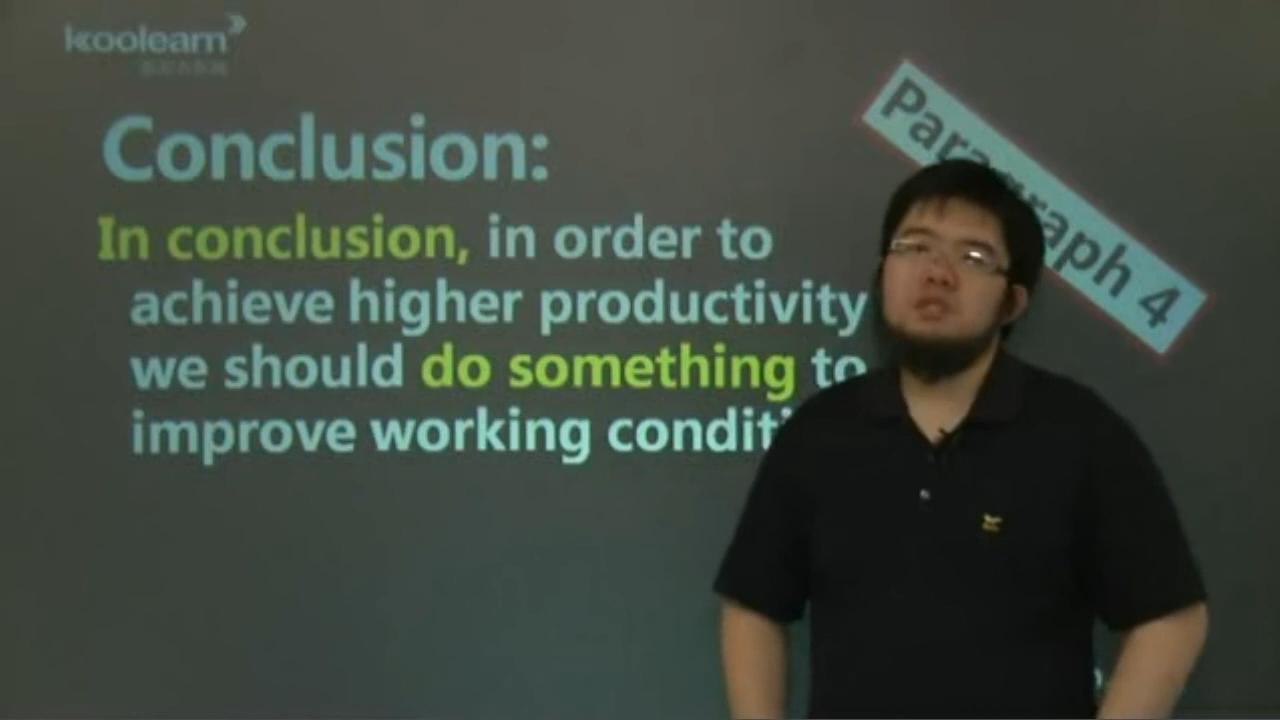 koolearn
Conclusion:
Paragraph 4
In conclusion, in order to
achieve higher productivity
we should do something to
improve working